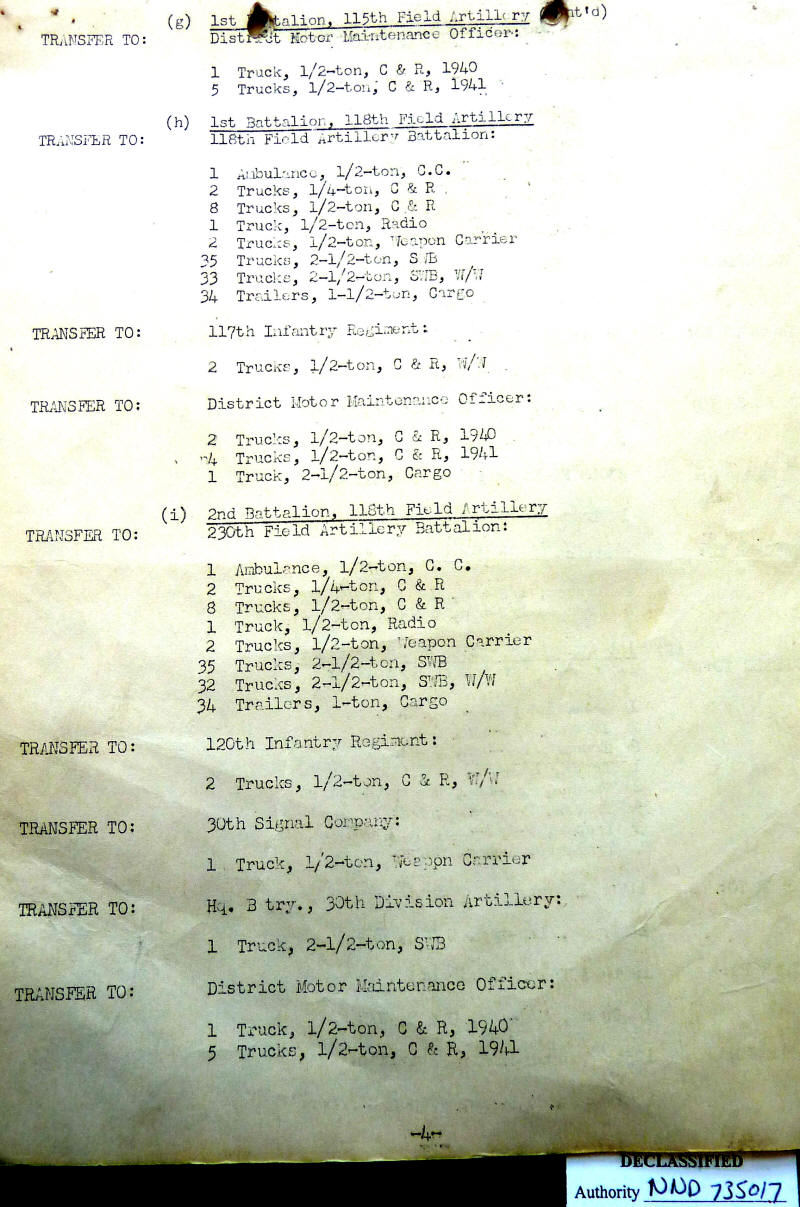 (g) 1st Battalion, 115th Field Artillery (Cont'd)
TRANSFER TO: District Motor Maintenance Officer:
1 Truck, 1/2-ton, C & R, 1940
5 Trucks, 1/2-ton, C & R, 1941
(h) 1st Battalion, 118th Field Artillery
TRANSFER TO: 118th Field Artillery Battalion:
1 Ambulance, 1/2-ton, C.C.
2 Trucks, 1/4-ton, C & R
8 Trucks, 1/2-ton, C & R
1 Truck, 1/2-ton, Radio
2 Trucks, 1/2-ton, Weapon Carrier
35 Trucks, 2-1/2-ton, SWB
33 Trucks, 2-1/2-ton, SWB, W/W
34 Trailers, 1-1/2-ton, Cargo
TRANSFER TO: 117th Infantry Regiment:
2 Trucks, 1/2-ton, C & R, W/W
TRANSFER TO: District Motor Maintenance Officer:
2 Trucks, 1/2-ton, C & R, 1940
4 Trucks, 1/2-ton, C & R, 1941
1 Truck, 2-1/2-ton, Cargo
(i) 2nd Battalion, 118th Field Artillery
TRANSFER TO: 230th Field Artillery Battalion:
1 Ambulance, 1/2-ton, C. C.
2 Trucks, 1/4-ton, C & R
8 Trucks, 1/2-ton, C & R
1 Truck, 1/2-ton, Radio
2 Trucks, 1/2-ton, Weapon Carrier
35 Trucks, 2-1/2-ton, SWB
32 Trucks, 2-1/2-ton, SWB, W/W
34 Trailers, 1-ton, Cargo
TRANSFER TO: 120th Infantry Regiment:
2 Trucks, 1/2-ton, C & R, W/W
TRANSFER TO: 30th Signal Company:
1 Truck, 1/2-ton, Weapon Carrier
TRANSFER TO: Hq. B try., 30th Division Artillery:
1 Truck, 2-1/2-ton, SWB
TRANSFER TO: District Motor Maintenance Officer:
1 Truck, 1/2-ton, C & R, 1940
5 Trucks, 1/2-ton, C & R, 1941
-4-
DECLASSIFIED
Authority NND 735017